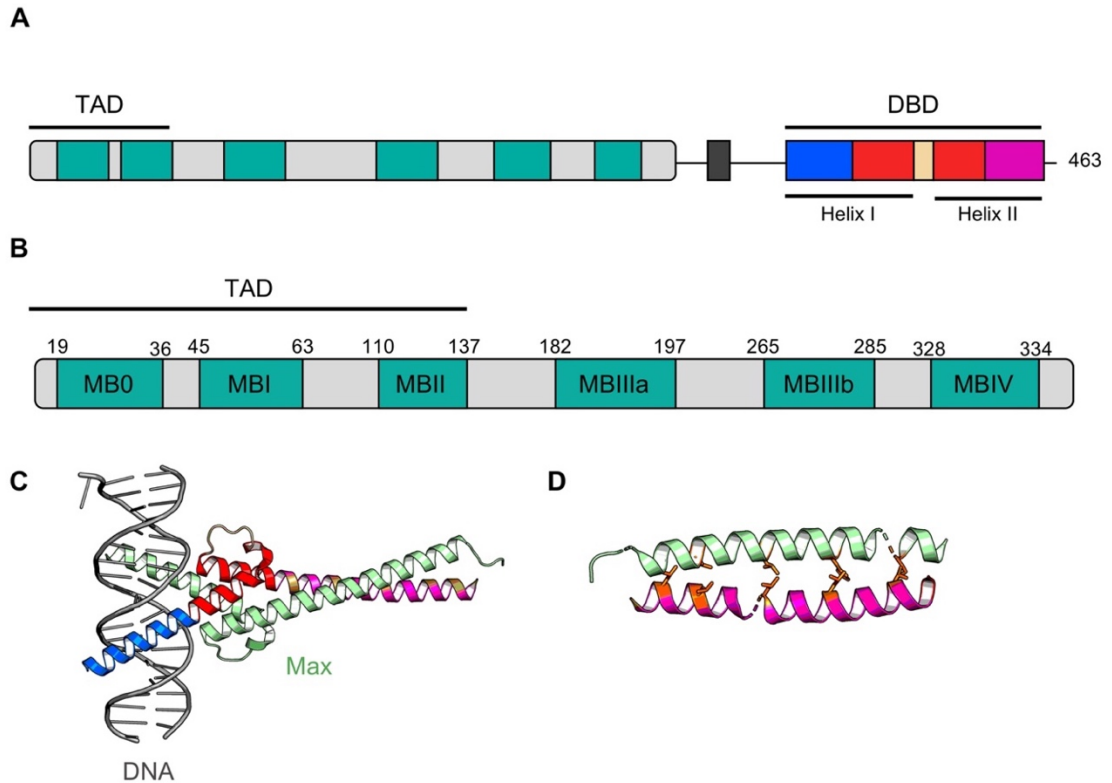 A
TAD
DBD
463
Helix I
Helix II
B
TAD
19 36 45 63 110 137 182 197 265 285 328 334
MB0 MBI MBII MBIIIa MBIIIb MBIV
C
D
Max
DNA